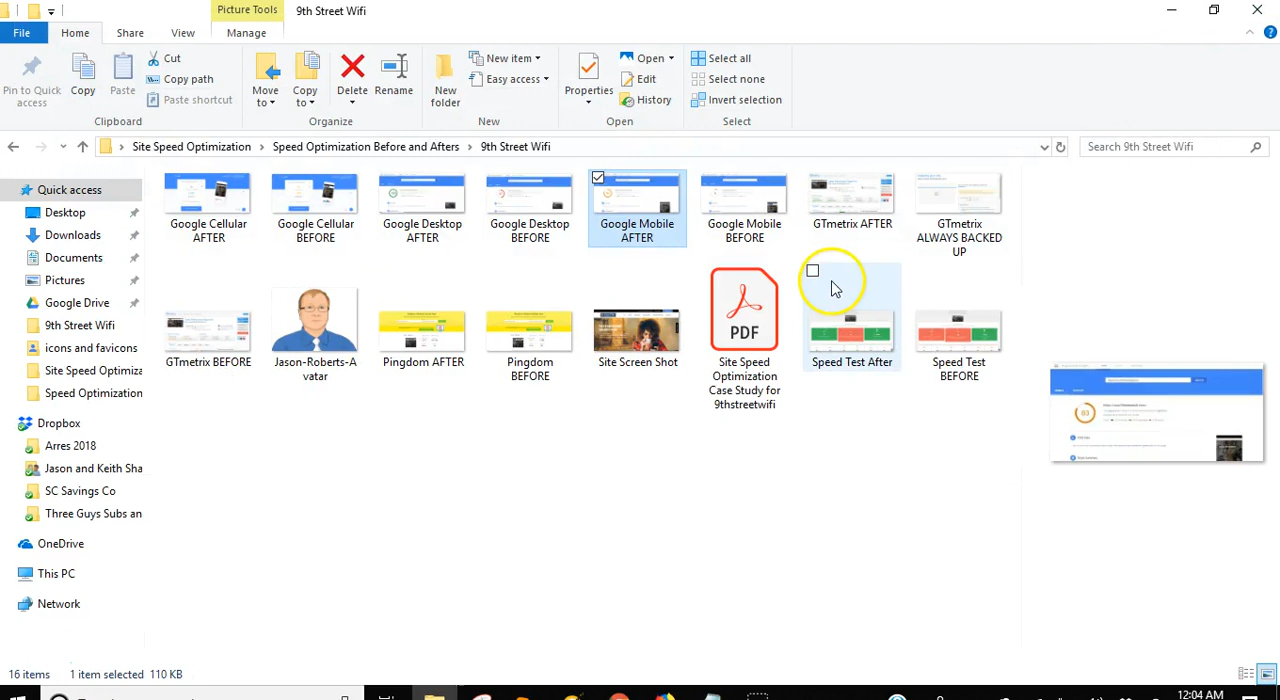 Picture Tools
9th Street Wifi
File
Home
Share
View
Manage
Pin to Quick access
Copy
Paste
Cut
Copy path
Paste shortcut
Clipboard
Move to
Copy to
Delete
Rename
Organize
New folder
New item
Easy access
New
Properties
Open
Edit
History
Open
Select all
Select none
Invert selection
Select
Site Speed Optimization
Speed Optimization Before and Afters
9th Street Wifi
Search 9th Street Wifi
Quick access
Desktop
Downloads
Documents
Pictures
Google Drive
9th Street Wifi
icons and favicons
Site Speed Optimiza
Speed Optimization
Dropbox
Arres 2018
Jason and Keith Sha
SC Savings Co
Three Guys Subs an
OneDrive
This PC
Network
Google Cellular
AFTER
Google Cellular
BEFORE
Google Desktop
AFTER
Google Desktop
BEFORE
Google Mobile
AFTER
Google Mobile
BEFORE
GTmetrix AFTER
GTmetrix
ALWAYS BACKED
UP
GTmetrix BEFORE
Jason-Roberts-A
vatar
Pingdom AFTER
Pingdom
BEFORE
Site Screen Shot
PDF
Site Speed
Optimization
Case Study for
9thstreetwifi
Speed Test After
Speed Test
BEFORE
16 items
1 item selected 110 KB
12:04 AM